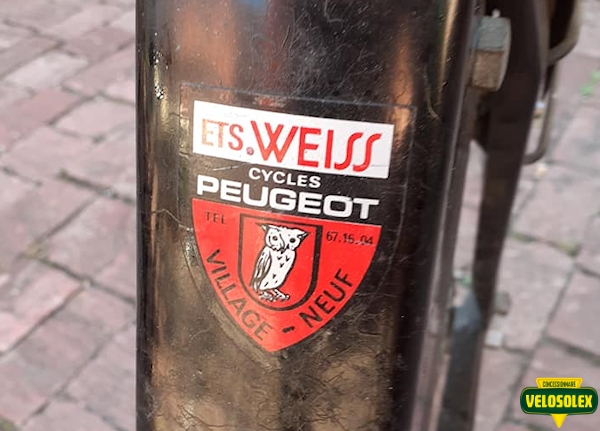 ETS. WEISS
CYCLES
PEUGEOT
TEL 67.15.04
VILLAGE - NEUF
CONCESSIONNAIRE
VELOSOLEX